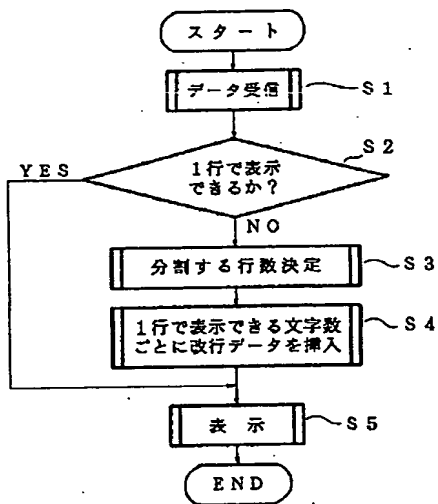 スタート
データ受信
S1
S2
YES
1行で表示
できるか?
NO
分割する行数決定
S3
1行で表示できる文字数
ごとに改行データを挿入
S4
表示
S5
END